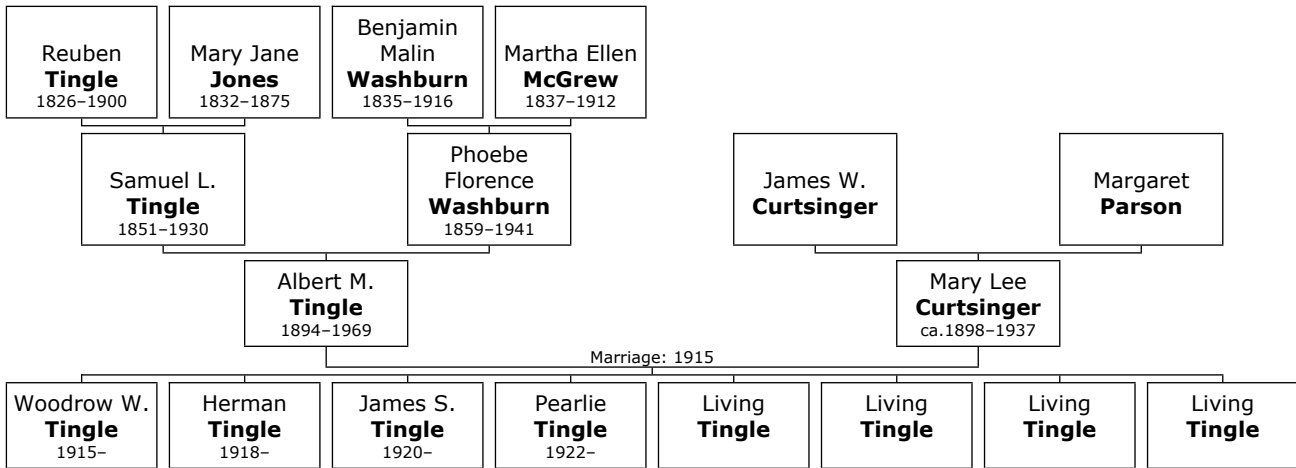 Reuben
Tingle
1826–1900
Mary Jane
Jones
1832–1875
Benjamin
Malin
Washburn
1835–1916
Martha Ellen
McGrew
1837–1912
Samuel L.
Tingle
1851–1930
Phoebe
Florence
Washburn
1859–1941
James W.
Curtsinger
Margaret
Parson
Albert M.
Tingle
1894–1969
Mary Lee
Curtsinger
ca.1898–1937
Marriage: 1915
Woodrow W.
Tingle
1915–
Herman
Tingle
1918–
James S.
Tingle
1920–
Pearlie
Tingle
1922–
Living
Tingle
Living
Tingle
Living
Tingle
Living
Tingle